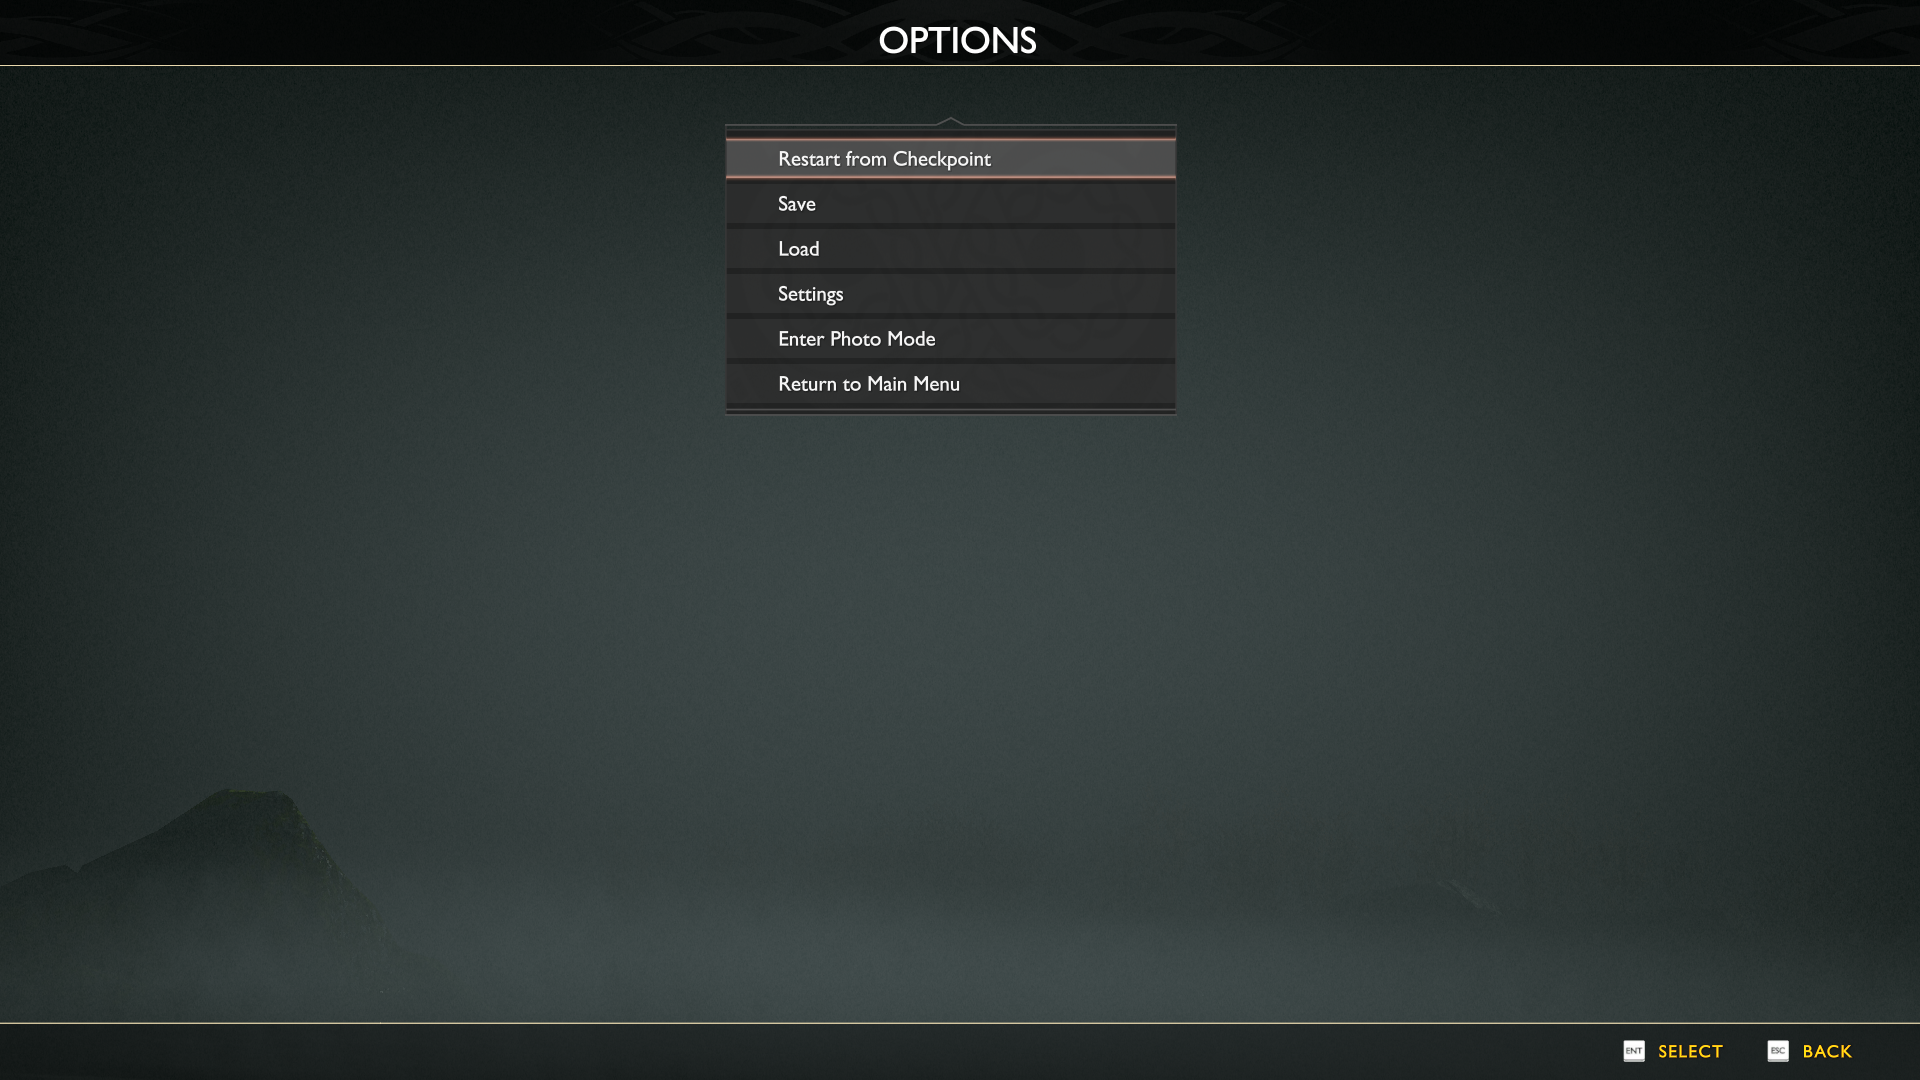 OPTIONS
Restart from Checkpoint
Save
Load
Settings
Enter Photo Mode
Return to Main Menu
ENT SELECT ESC BACK